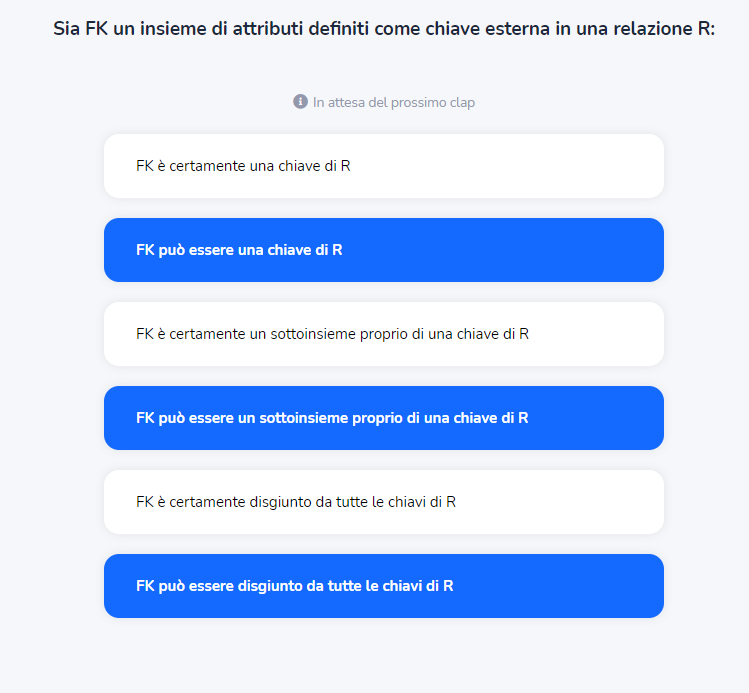 Sia FK un insieme di attributi definiti come chiave esterna in una relazione R:
In attesa del prossimo clap
FK è certamente una chiave di R
FK può essere una chiave di R
FK è certamente un sottoinsieme proprio di una chiave di R
FK può essere un sottoinsieme proprio di una chiave di R
FK è certamente disgiunto da tutte le chiavi di R
FK può essere disgiunto da tutte le chiavi di R